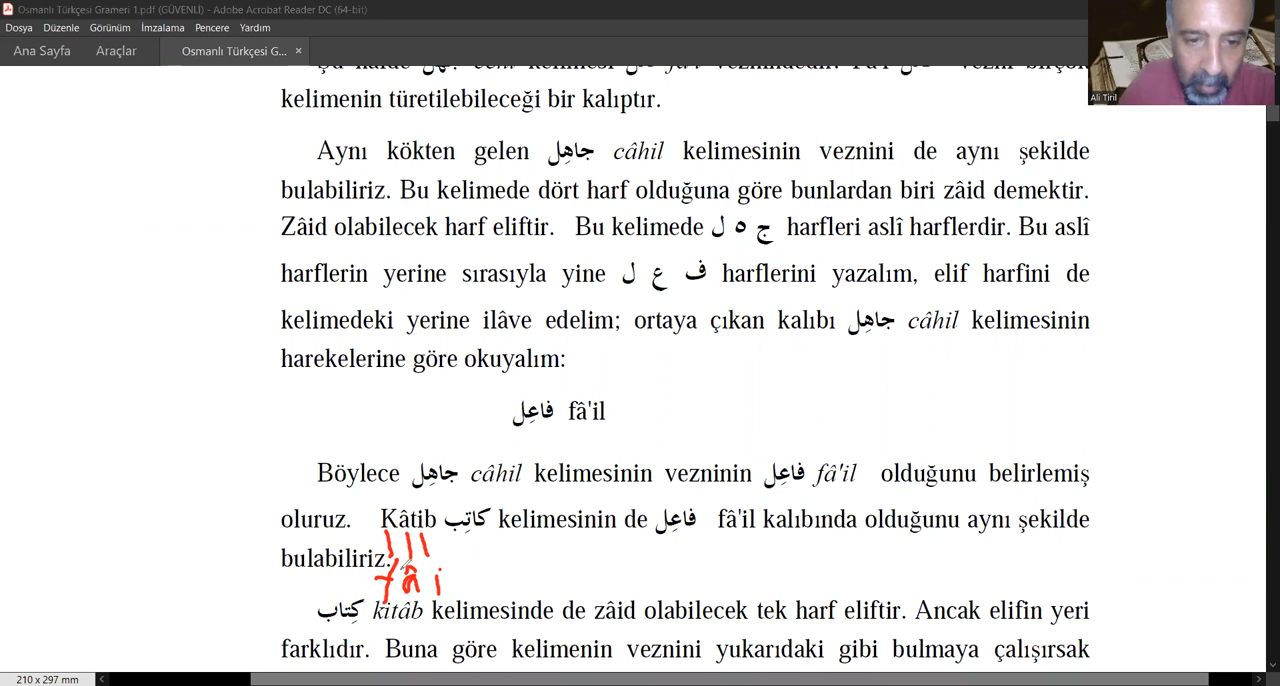 Osmanlı Türkçesi Grameri 1.pdf (GÜVENLİ) - Adobe Acrobat Reader DC (64-bit)
Dosya Düzenle Görünüm İmzalama Pencere Yardım
Ana Sayfa Araçlar Osmanlı Türkçesi G... ×
Ali Tiril
kelimenin türetilebileceği bir kalıptır.
Aynı kökten gelen جاهِل câhil kelimesinin veznini de aynı şekilde
bulabiliriz. Bu kelimede dört harf olduğuna göre bunlardan biri zâid demektir.
Zâid olabilecek harf eliftir. Bu kelimede ج ه ل harfleri aslî harflerdir. Bu aslî
harflerin yerine sırasıyla yine ف ع ل harflerini yazalım, elif harfini de
kelimedeki yerine ilâve edelim; ortaya çıkan kalıbı جاهِل câhil kelimesinin
harekelerine göre okuyalım:
فاعِل fâ'il
Böylece جاهِل câhil kelimesinin vezninin فاعِل fâ'il olduğunu belirlemiş
oluruz. Kâtib كاتِب kelimesinin de فاعِل fâ'il kalıbında olduğunu aynı şekilde
bulabiliriz.
f â i
كِتاب kitâb kelimesinde de zâid olabilecek tek harf eliftir. Ancak elifin yeri
farklıdır. Buna göre kelimenin veznini yukarıdaki gibi bulmaya çalışırsak
210 x 297 mm